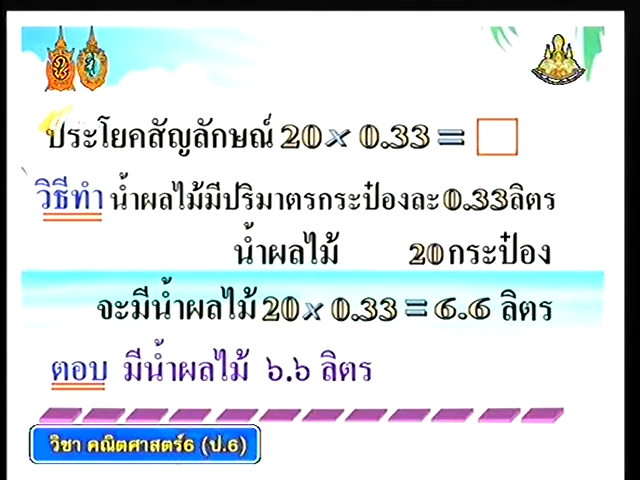 ประโยคสัญลักษณ์ 20 × 0.33 = □
วิธีทำ น้ำผลไม้มีปริมาตรกระป๋องละ 0.33 ลิตร
น้ำผลไม้ 20 กระป๋อง
จะมีน้ำผลไม้ 20 × 0.33 = 6.6 ลิตร
ตอบ มีน้ำผลไม้ ๖.๖ ลิตร
วิชา คณิตศาสตร์6 (ป.6)